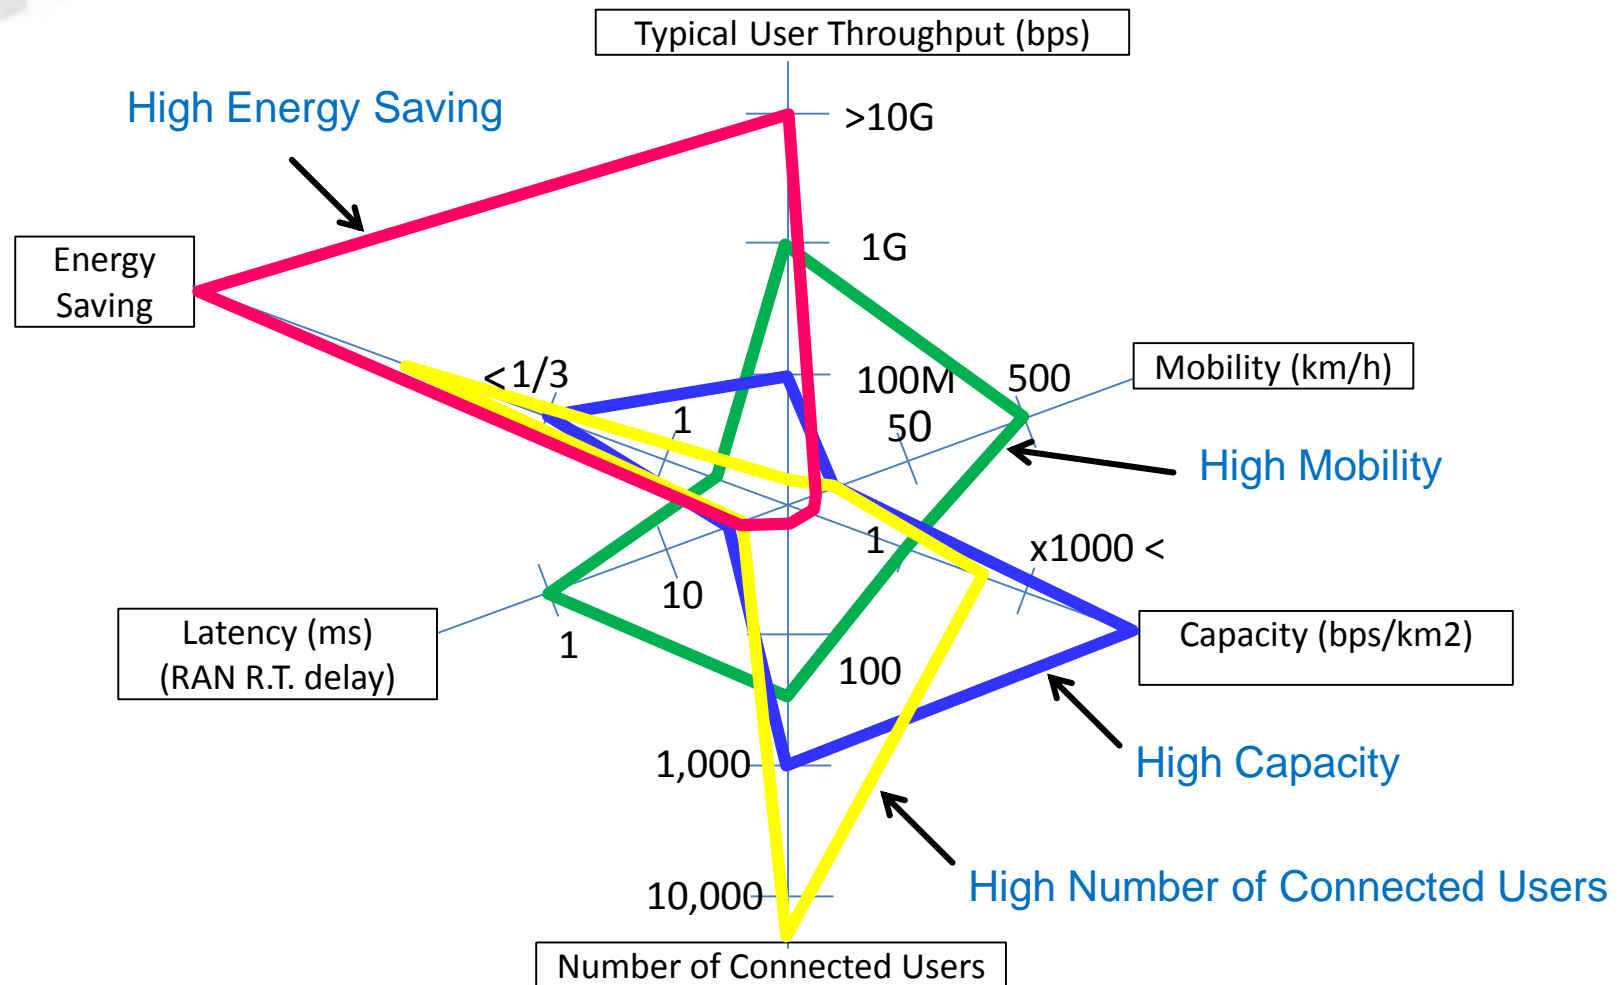 Typical User Throughput (bps)
High Energy Saving
>10G
1G
Energy
Saving
<1/3
100M
500
Mobility (km/h)
1
50
High Mobility
1
x1000 <
10
Latency (ms)
(RAN R.T. delay)
1
Capacity (bps/km2)
100
1,000
High Capacity
10,000
High Number of Connected Users
Number of Connected Users